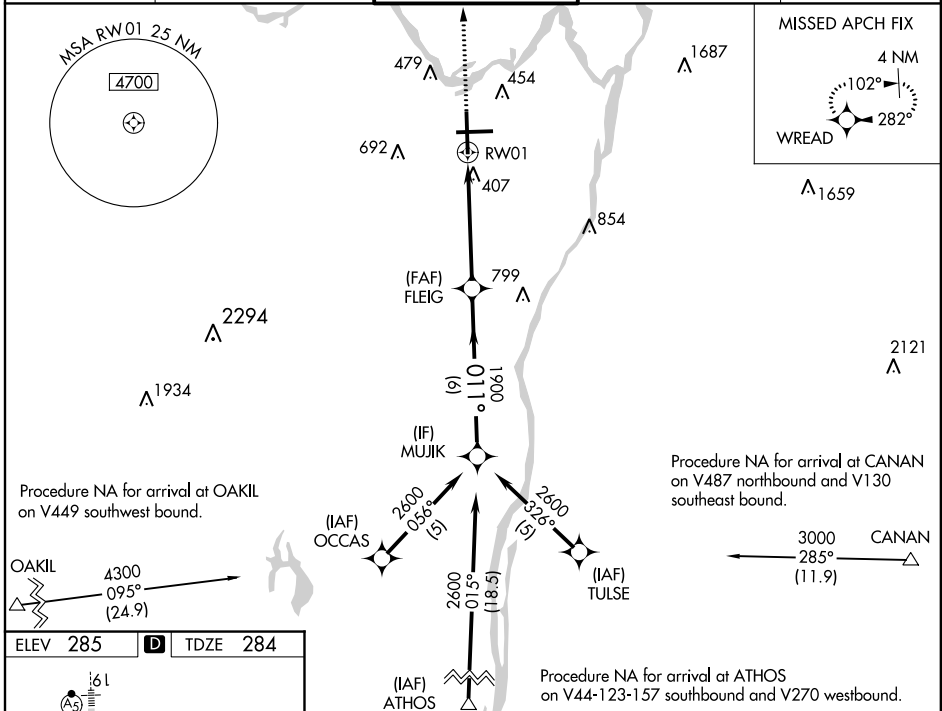 MSA RW01 25 NM
4700
479
454
1687
MISSED APCH FIX
4 NM
102°
282°
WREAD
692
RW01
407
1659
854
(FAF)
FLEIG
799
2294
1934
2121
011°
1900
(6)
(IF)
MUJIK
Procedure NA for arrival at OAKIL
on V449 southwest bound.
Procedure NA for arrival at CANAN
on V487 northbound and V130
southeast bound.
(IAF)
OCCAS
2600
056°
(5)
2600
326°
(5)
(IAF)
TULSE
3000
285°
(11.9)
CANAN
OAKIL
4300
095°
(24.9)
2600
015°
(18.5)
ELEV 285
D
TDZE 284
19
A5
(IAF)
ATHOS
Procedure NA for arrival at ATHOS
on V44-123-157 southbound and V270 westbound.